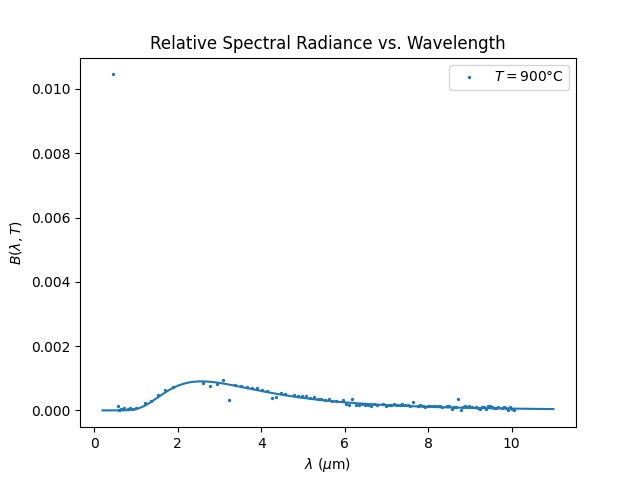 Relative Spectral Radiance vs. Wavelength
T = 900°C
0.010
0.008
0.006
0.004
0.002
0.000
B(λ, T)
0 2 4 6 8 10
λ (μm)